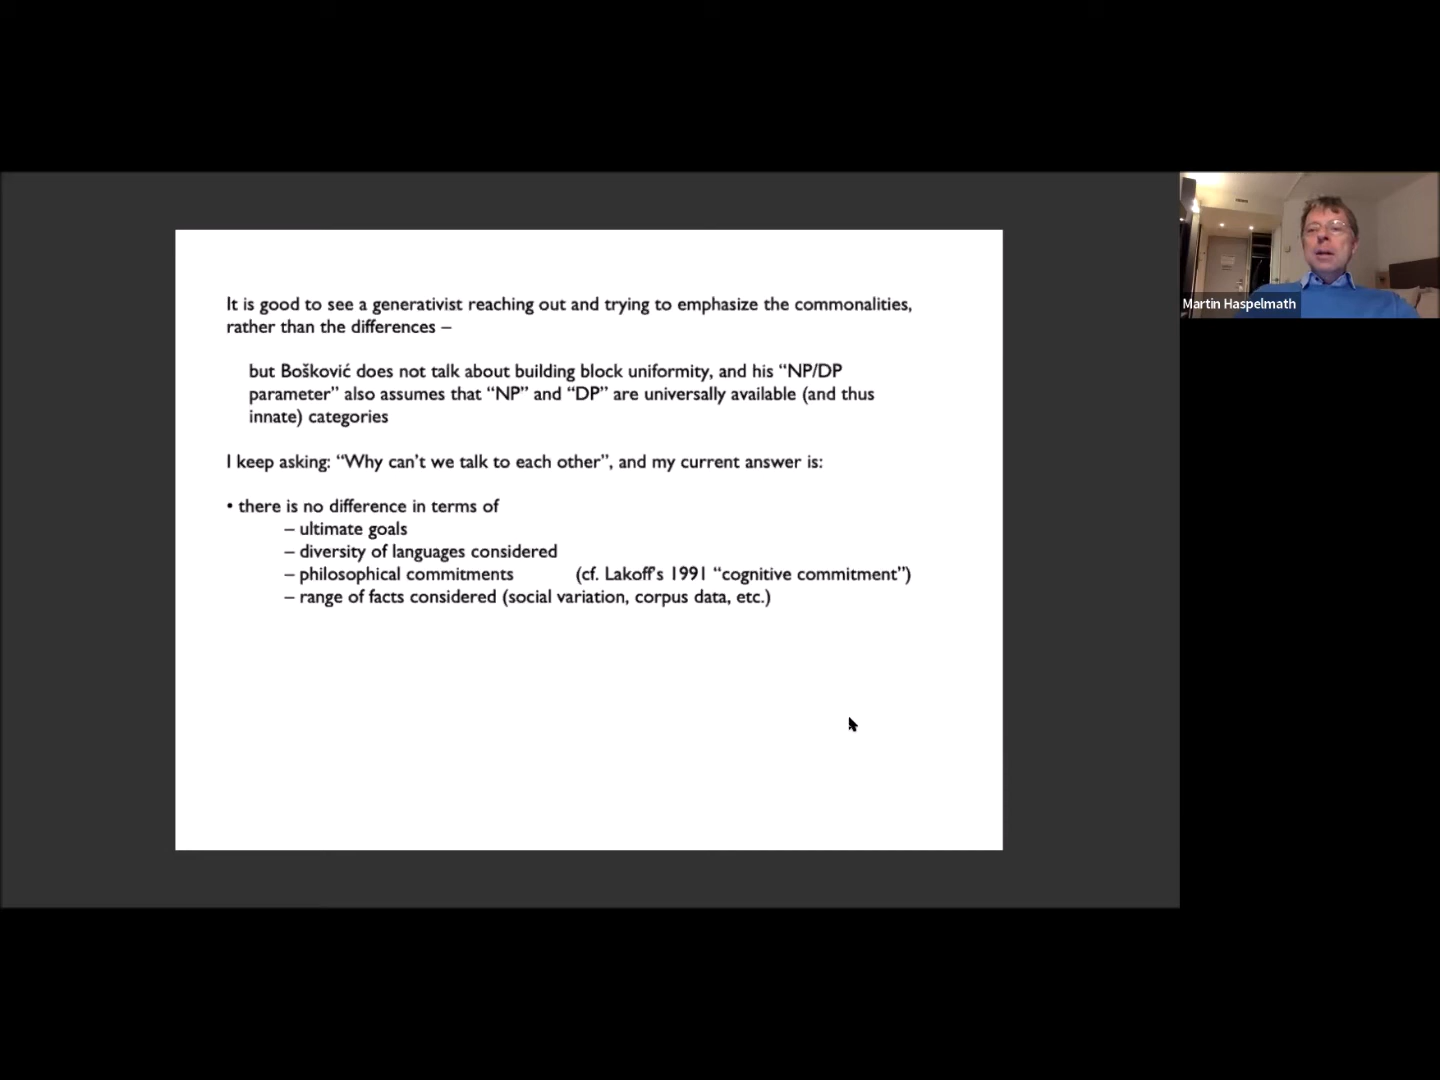 It is good to see a generativist reaching out and trying to emphasize the commonalities,
rather than the differences –
but Bošković does not talk about building block uniformity, and his “NP/DP
parameter” also assumes that “NP” and “DP” are universally available (and thus
innate) categories
I keep asking: “Why can’t we talk to each other”, and my current answer is:
• there is no difference in terms of
– ultimate goals
– diversity of languages considered
– philosophical commitments (cf. Lakoff’s 1991 “cognitive commitment”)
– range of facts considered (social variation, corpus data, etc.)
Martin Haspelmath